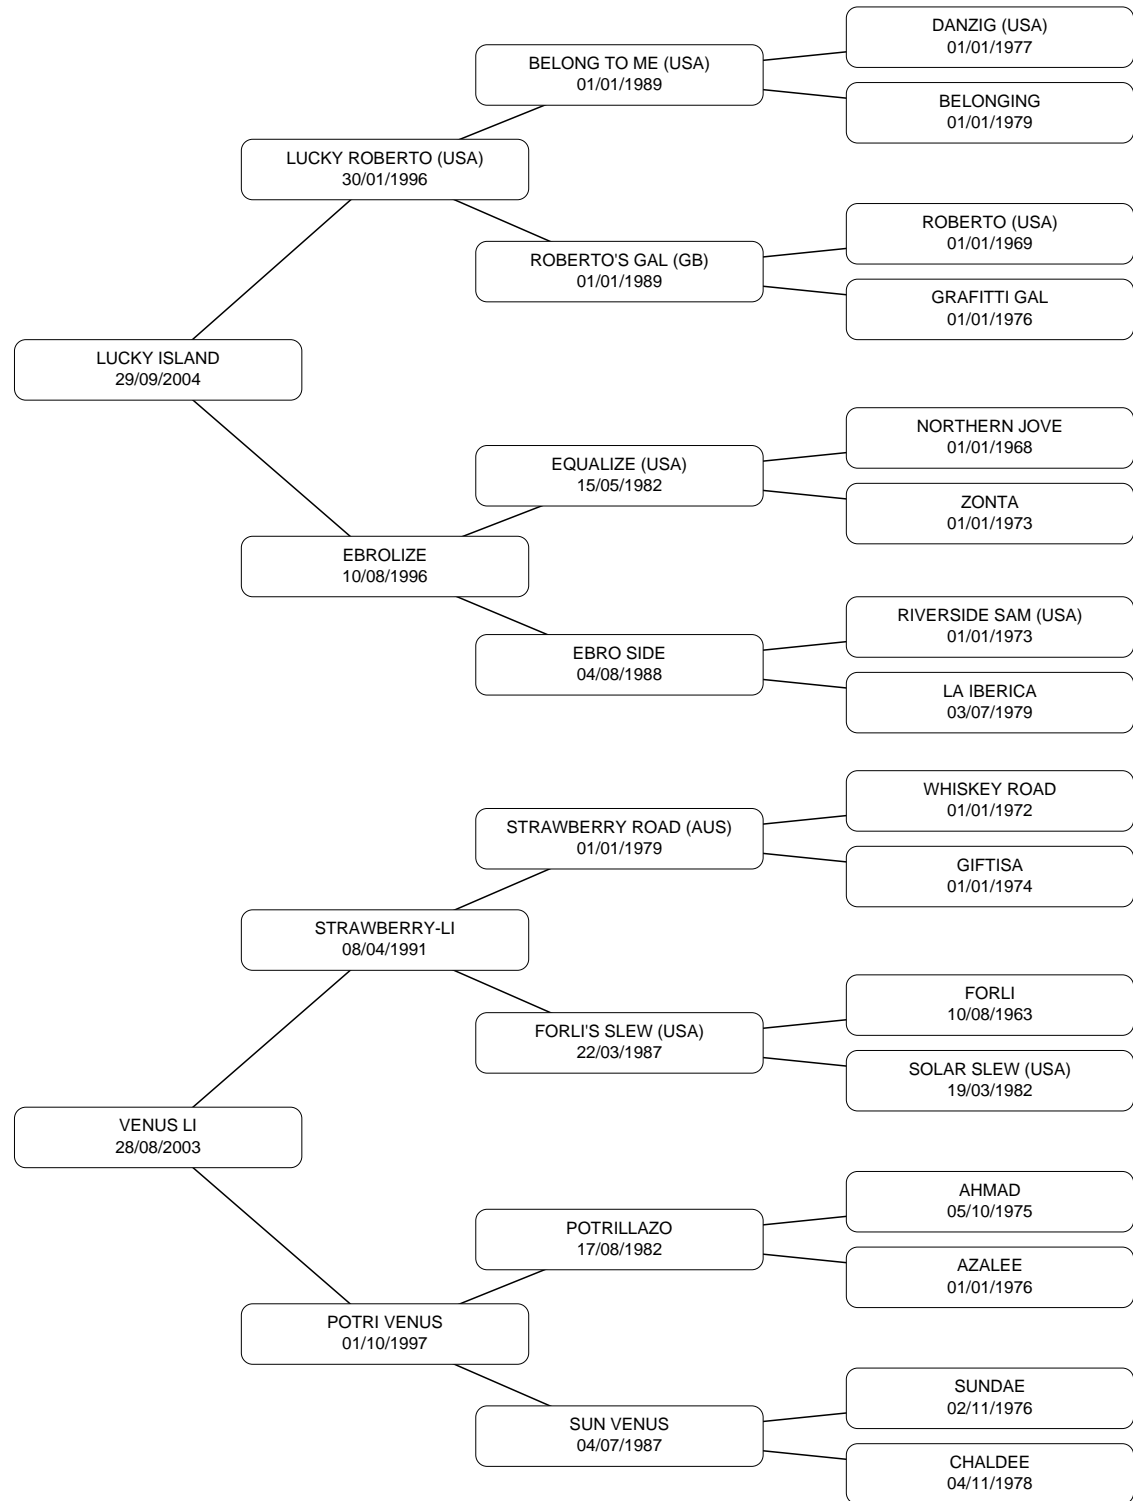 DANZIG (USA)
01/01/1977
BELONG TO ME (USA)
01/01/1989
BELONGING
01/01/1979
LUCKY ROBERTO (USA)
30/01/1996
ROBERTO (USA)
01/01/1969
ROBERTO'S GAL (GB)
01/01/1989
GRAFITTI GAL
01/01/1976
LUCKY ISLAND
29/09/2004
NORTHERN JOVE
01/01/1968
EQUALIZE (USA)
15/05/1982
ZONTA
01/01/1973
EBROLIZE
10/08/1996
RIVERSIDE SAM (USA)
01/01/1973
EBRO SIDE
04/08/1988
LA IBERICA
03/07/1979
WHISKEY ROAD
01/01/1972
STRAWBERRY ROAD (AUS)
01/01/1979
GIFTISA
01/01/1974
STRAWBERRY-LI
08/04/1991
FORLI
10/08/1963
FORLI'S SLEW (USA)
22/03/1987
SOLAR SLEW (USA)
19/03/1982
VENUS LI
28/08/2003
AHMAD
05/10/1975
POTRILLAZO
17/08/1982
AZALEE
01/01/1976
POTRI VENUS
01/10/1997
SUNDAE
02/11/1976
SUN VENUS
04/07/1987
CHALDEE
04/11/1978